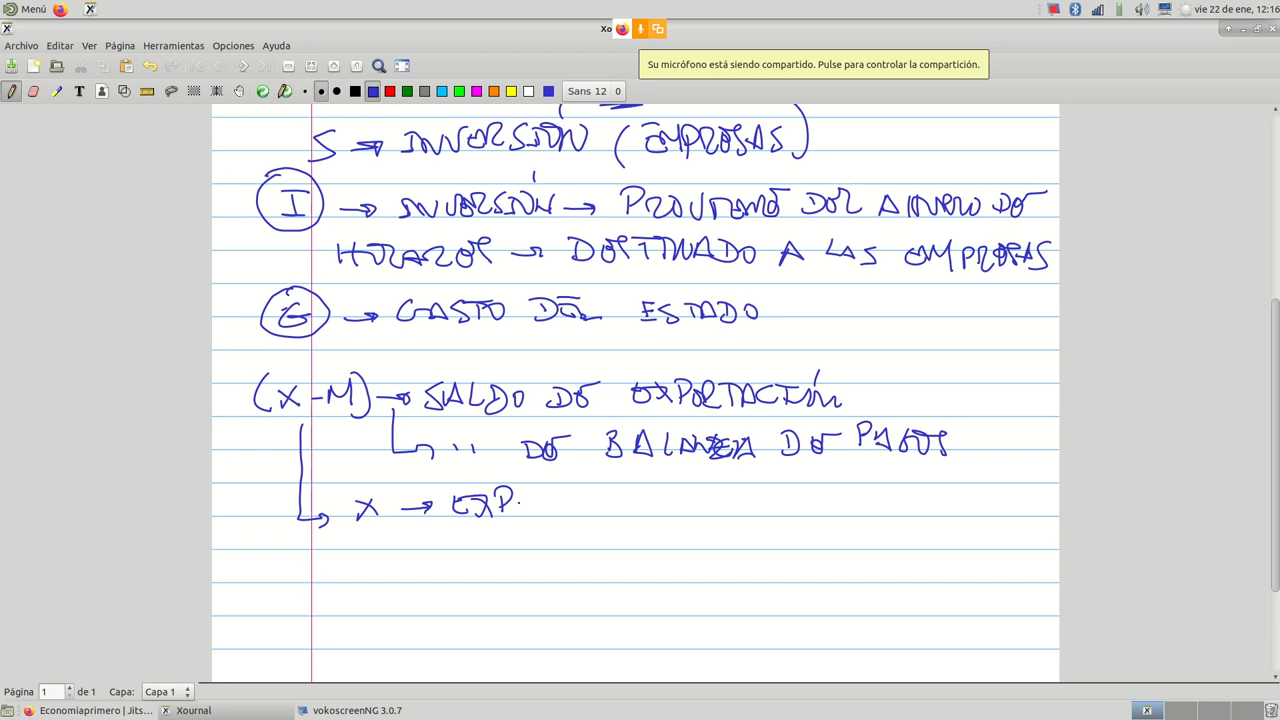 Menú
vie 22 de ene, 12:16
Xo
Archivo Editar Ver Página Herramientas Opciones Ayuda
Su micrófono está siendo compartido. Pulse para controlar la compartición.
Sans 12 0
S → INVERSIÓN (EMPRESAS)
I → INVERSIÓN → DEL DINERO DE
HOGARES → DESTINADO A LAS EMPRESAS
G → GASTO DEL ESTADO
(X-M) → SALDO DE EXPORTACIÓN
" DE BALANZA DE PAGOS
X → EXP
Página 1 de 1 Capa: Capa 1
Economiaprimero | Jits... Xournal vokoscreenNG 3.0.7